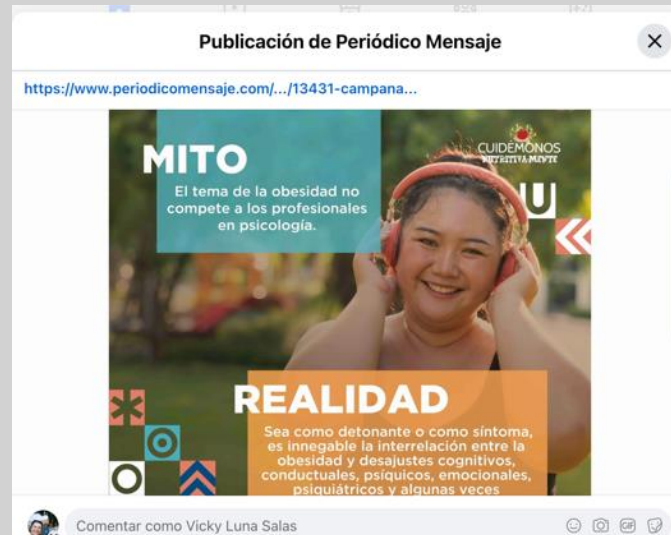 Publicación de Periódico Mensaje
https://www.periodicomensaje.com/.../13431-campana...
MITO
El tema de la obesidad no
compete a los profesionales
en psicología.
CUIDÉMONOS
NUTRITIVA-MENTE
U
REALIDAD
Sea como detonante o como síntoma,
es innegable la interrelación entre la
obesidad y desajustes cognitivos,
conductuales, psíquicos, emocionales,
psiquiátricos y algunas veces
Comentar como Vicky Luna Salas
GIF